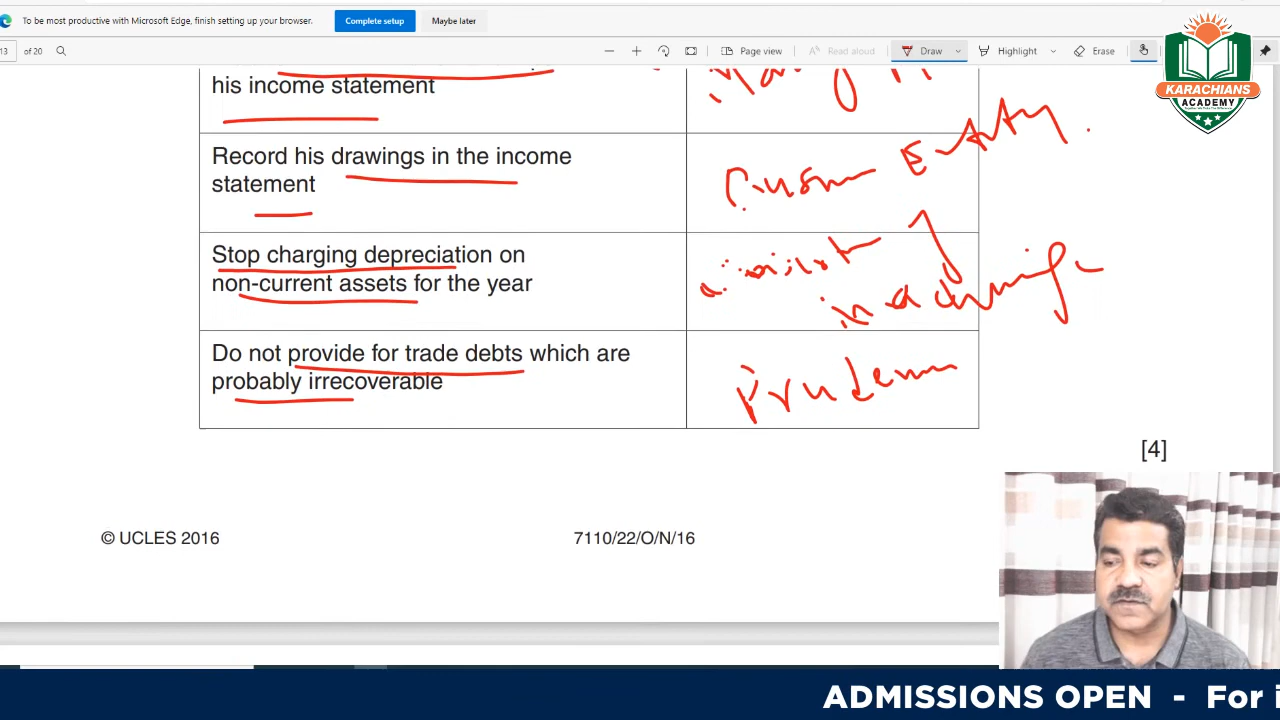 To be most productive with Microsoft Edge, finish setting up your browser.
Complete setup
Maybe later
13 of 20
Page view
Read aloud
Draw
Highlight
Erase
KARACHIANS
ACADEMY
his income statement
Record his drawings in the income
statement
Entity.
Stop charging depreciation on
non-current assets for the year
Do not provide for trade debts which are
probably irrecoverable
[4]
© UCLES 2016
7110/22/O/N/16
ADMISSIONS OPEN - For i